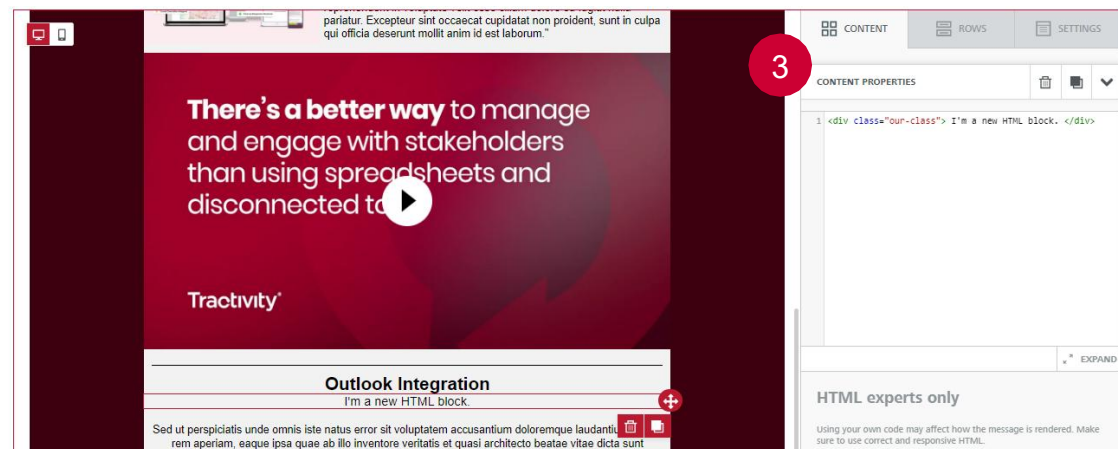 pariatur. Excepteur sint occaecat cupidatat non proident, sunt in culpa
qui officia deserunt mollit anim id est laborum."
There's a better way to manage
and engage with stakeholders
than using spreadsheets and
disconnected
Tractivity
Outlook Integration
I'm a new HTML block.
Sed ut perspiciatis unde omnis iste natus error sit voluptatem accusantium doloremque
rem aperiam, eaque ipsa quae ab illo inventore veritatis et quasi architecto beatae vitae dicta sunt
3
CONTENT
ROWS
SETTINGS
CONTENT PROPERTIES
1 <div class="our-class"> I'm a new HTML block. </div>
EXPAND
HTML experts only
Using your own code may affect how the message is rendered. Make
sure to use correct and responsive HTML.